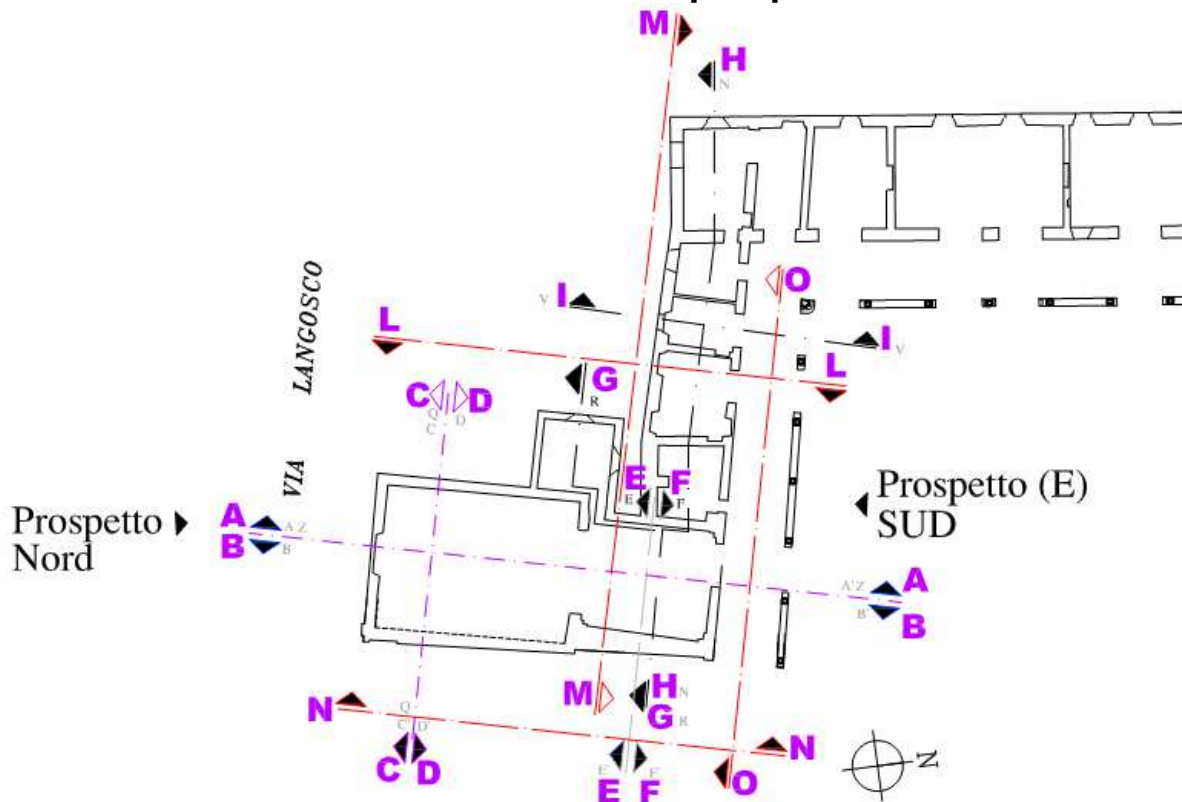 M
H
N
I
V
O
I
V
L
L
G
R
C
D
Q
C
D
VIA LANGOSCO
E
F
E
F
Prospetto
Nord
Prospetto (E)
SUD
A
B
A Z
B
A
B
A'Z
B'
M
H
N
G
R
N
N
Q
C'
D'
C
D
E'
F'
E
F
O
N